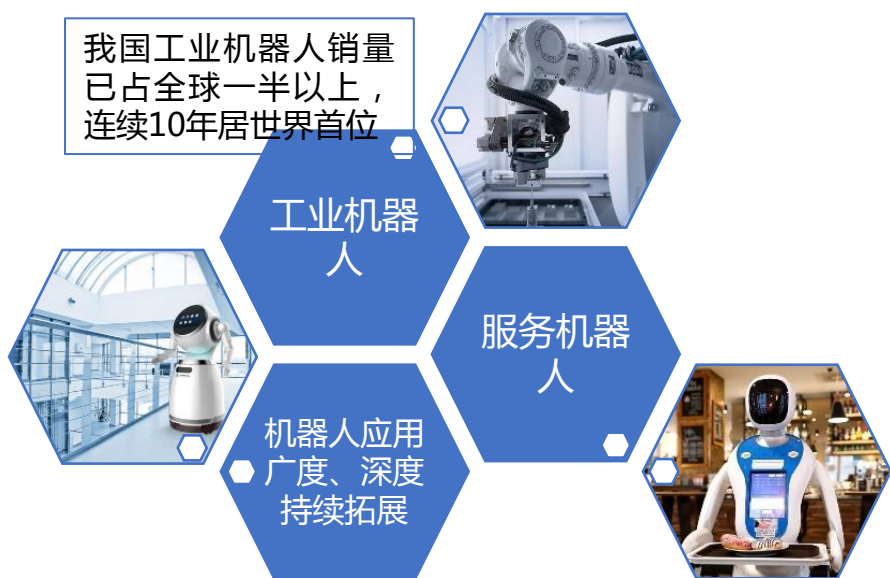 我国工业机器人销量
已占全球一半以上，
连续10年居世界首位
工业机器
人
服务机器
人
机器人应用
广度、深度
持续拓展